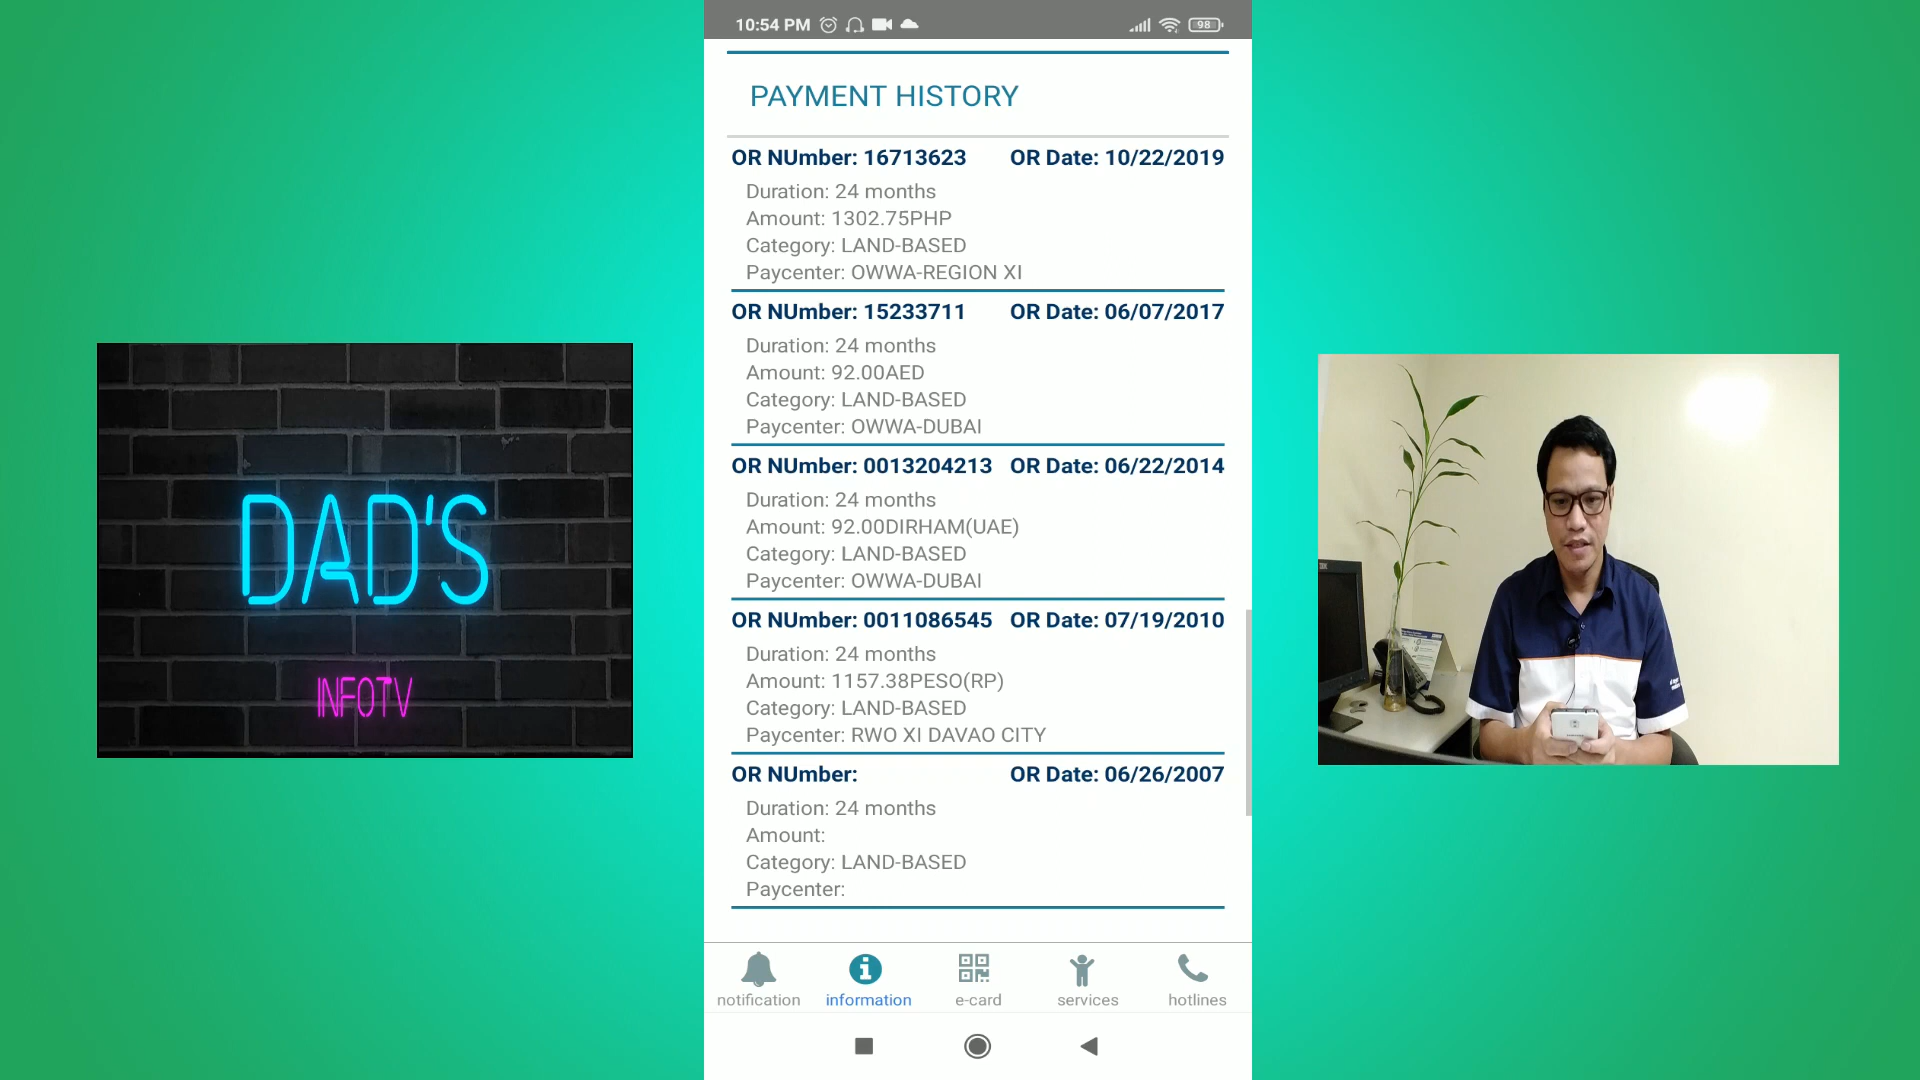 10:54 PM
98
PAYMENT HISTORY
OR NUmber: 16713623 OR Date: 10/22/2019
Duration: 24 months
Amount: 1302.75PHP
Category: LAND-BASED
Paycenter: OWWA-REGION XI
OR NUmber: 15233711 OR Date: 06/07/2017
Duration: 24 months
Amount: 92.00AED
Category: LAND-BASED
Paycenter: OWWA-DUBAI
OR NUmber: 0013204213 OR Date: 06/22/2014
Duration: 24 months
Amount: 92.00DIRHAM(UAE)
Category: LAND-BASED
Paycenter: OWWA-DUBAI
OR NUmber: 0011086545 OR Date: 07/19/2010
Duration: 24 months
Amount: 1157.38PESO(RP)
Category: LAND-BASED
Paycenter: RWO XI DAVAO CITY
OR NUmber: OR Date: 06/26/2007
Duration: 24 months
Amount:
Category: LAND-BASED
Paycenter:
notification information e-card services hotlines
DAD'S
INFOTV